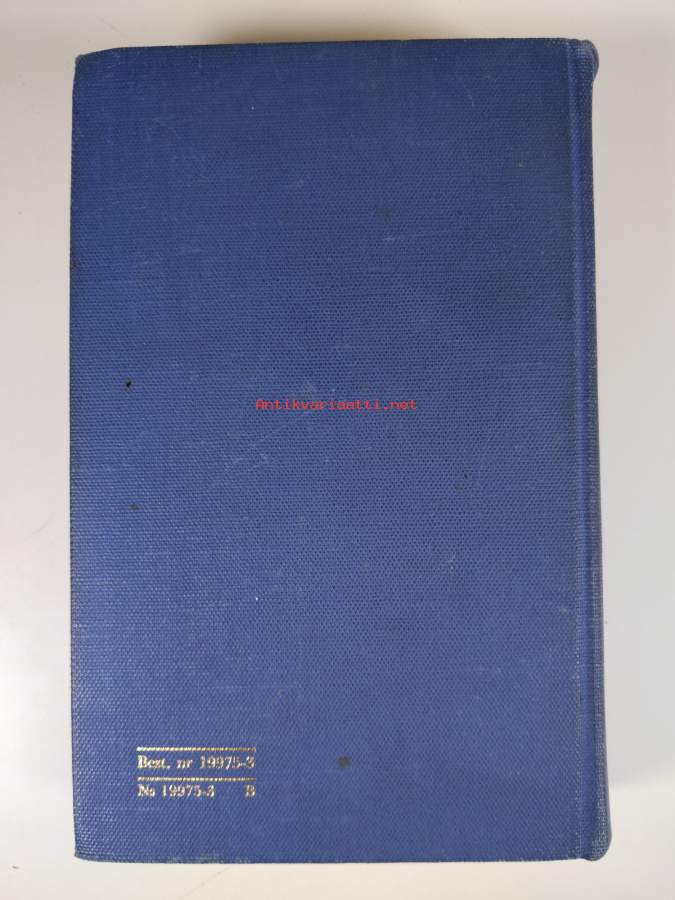 Antikvariaatti.net
Best. nr 19975-3
No 19975-3 B